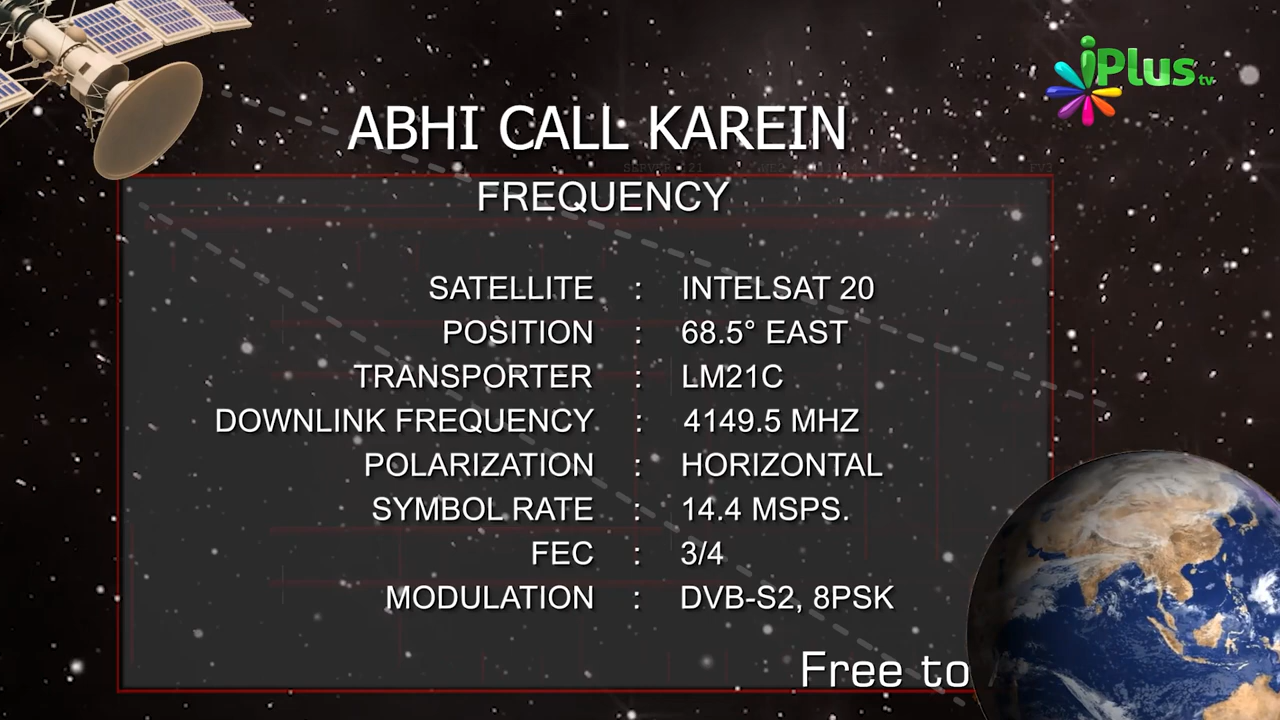 iPlus tv
ABHI CALL KAREIN
FREQUENCY
SATELLITE : INTELSAT 20
POSITION : 68.5° EAST
TRANSPORTER : LM21C
DOWNLINK FREQUENCY : 4149.5 MHZ
POLARIZATION : HORIZONTAL
SYMBOL RATE : 14.4 MSPS.
FEC : 3/4
MODULATION : DVB-S2, 8PSK
Free to